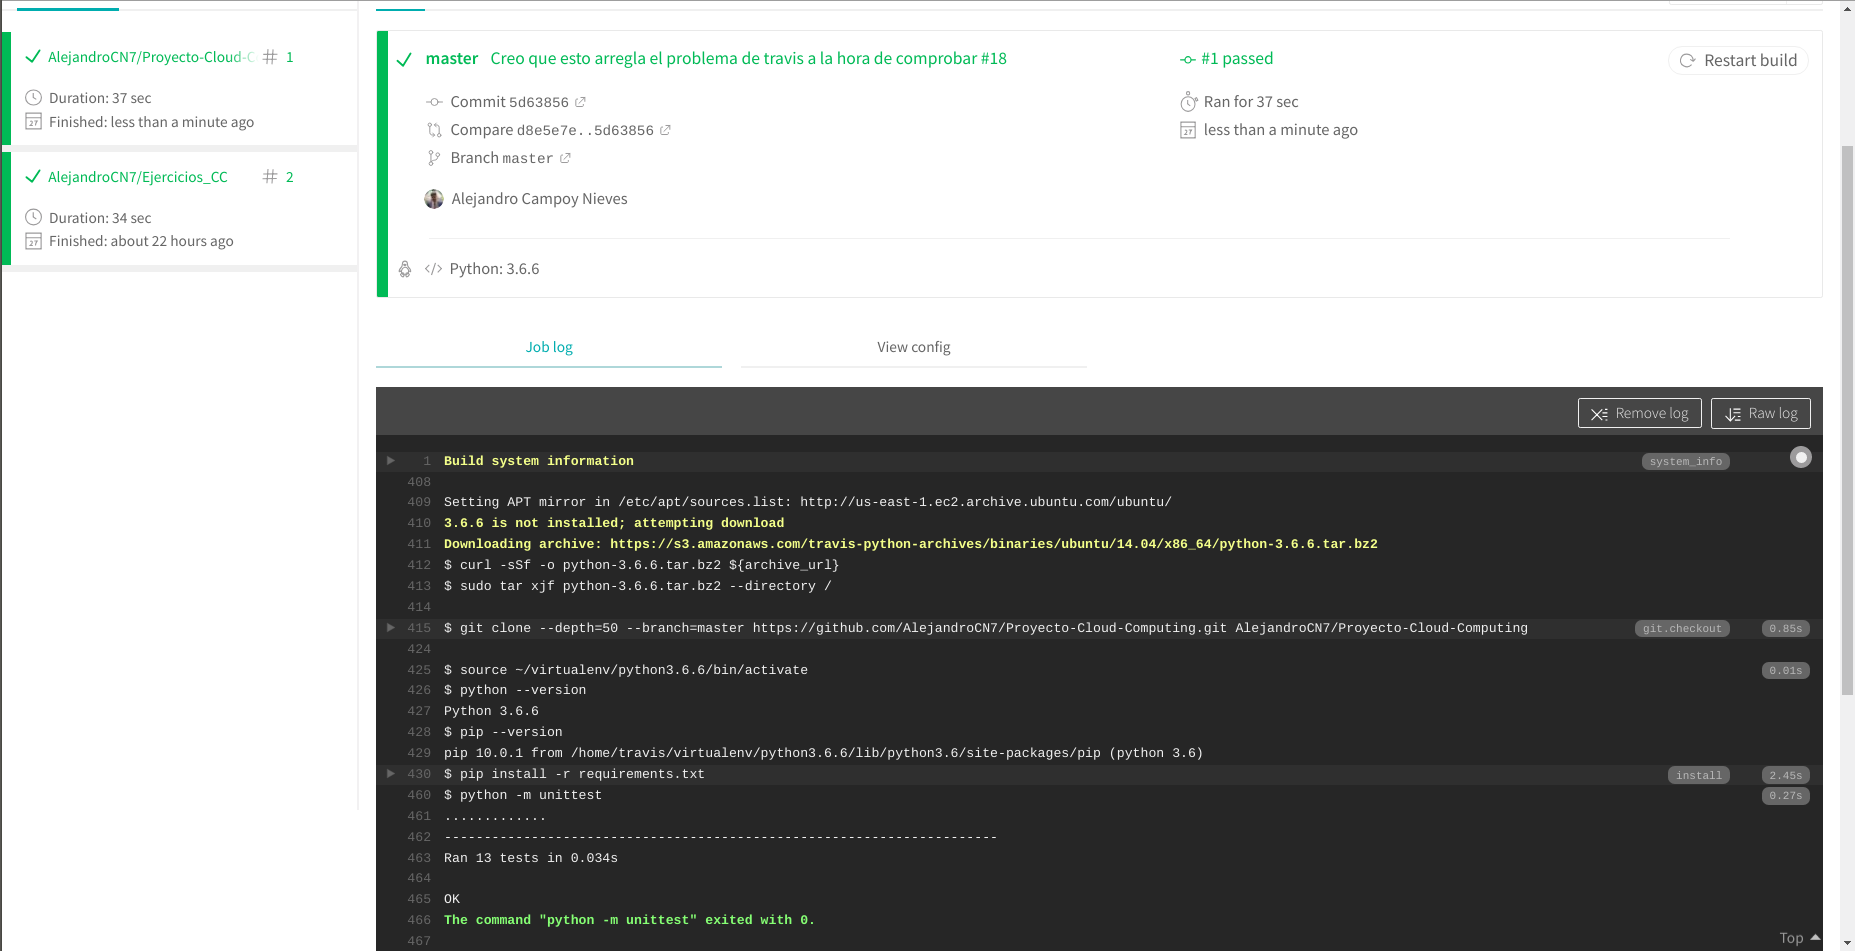 AlejandroCN7/Proyecto-Cloud-C # 1
Duration: 37 sec
Finished: less than a minute ago
AlejandroCN7/Ejercicios_CC # 2
Duration: 34 sec
Finished: about 22 hours ago
master Creo que esto arregla el problema de travis a la hora de comprobar #18
#1 passed
Restart build
Commit 5d63856
Ran for 37 sec
Compare d8e5e7e..5d63856
less than a minute ago
Branch master
Alejandro Campoy Nieves
</> Python: 3.6.6
Job log
View config
Remove log
Raw log
1 Build system information system_info
408
409 Setting APT mirror in /etc/apt/sources.list: http://us-east-1.ec2.archive.ubuntu.com/ubuntu/
410 3.6.6 is not installed; attempting download
411 Downloading archive: https://s3.amazonaws.com/travis-python-archives/binaries/ubuntu/14.04/x86_64/python-3.6.6.tar.bz2
412 $ curl -sSf -o python-3.6.6.tar.bz2 ${archive_url}
413 $ sudo tar xjf python-3.6.6.tar.bz2 --directory /
414
415 $ git clone --depth=50 --branch=master https://github.com/AlejandroCN7/Proyecto-Cloud-Computing.git AlejandroCN7/Proyecto-Cloud-Computing git.checkout 0.85s
424
425 $ source ~/virtualenv/python3.6.6/bin/activate 0.01s
426 $ python --version
427 Python 3.6.6
428 $ pip --version
429 pip 10.0.1 from /home/travis/virtualenv/python3.6.6/lib/python3.6/site-packages/pip (python 3.6)
430 $ pip install -r requirements.txt install 2.45s
460 $ python -m unittest 0.27s
461 .............
462 ----------------------------------------------------------------------
463 Ran 13 tests in 0.034s
464
465 OK
466 The command "python -m unittest" exited with 0.
467
Top